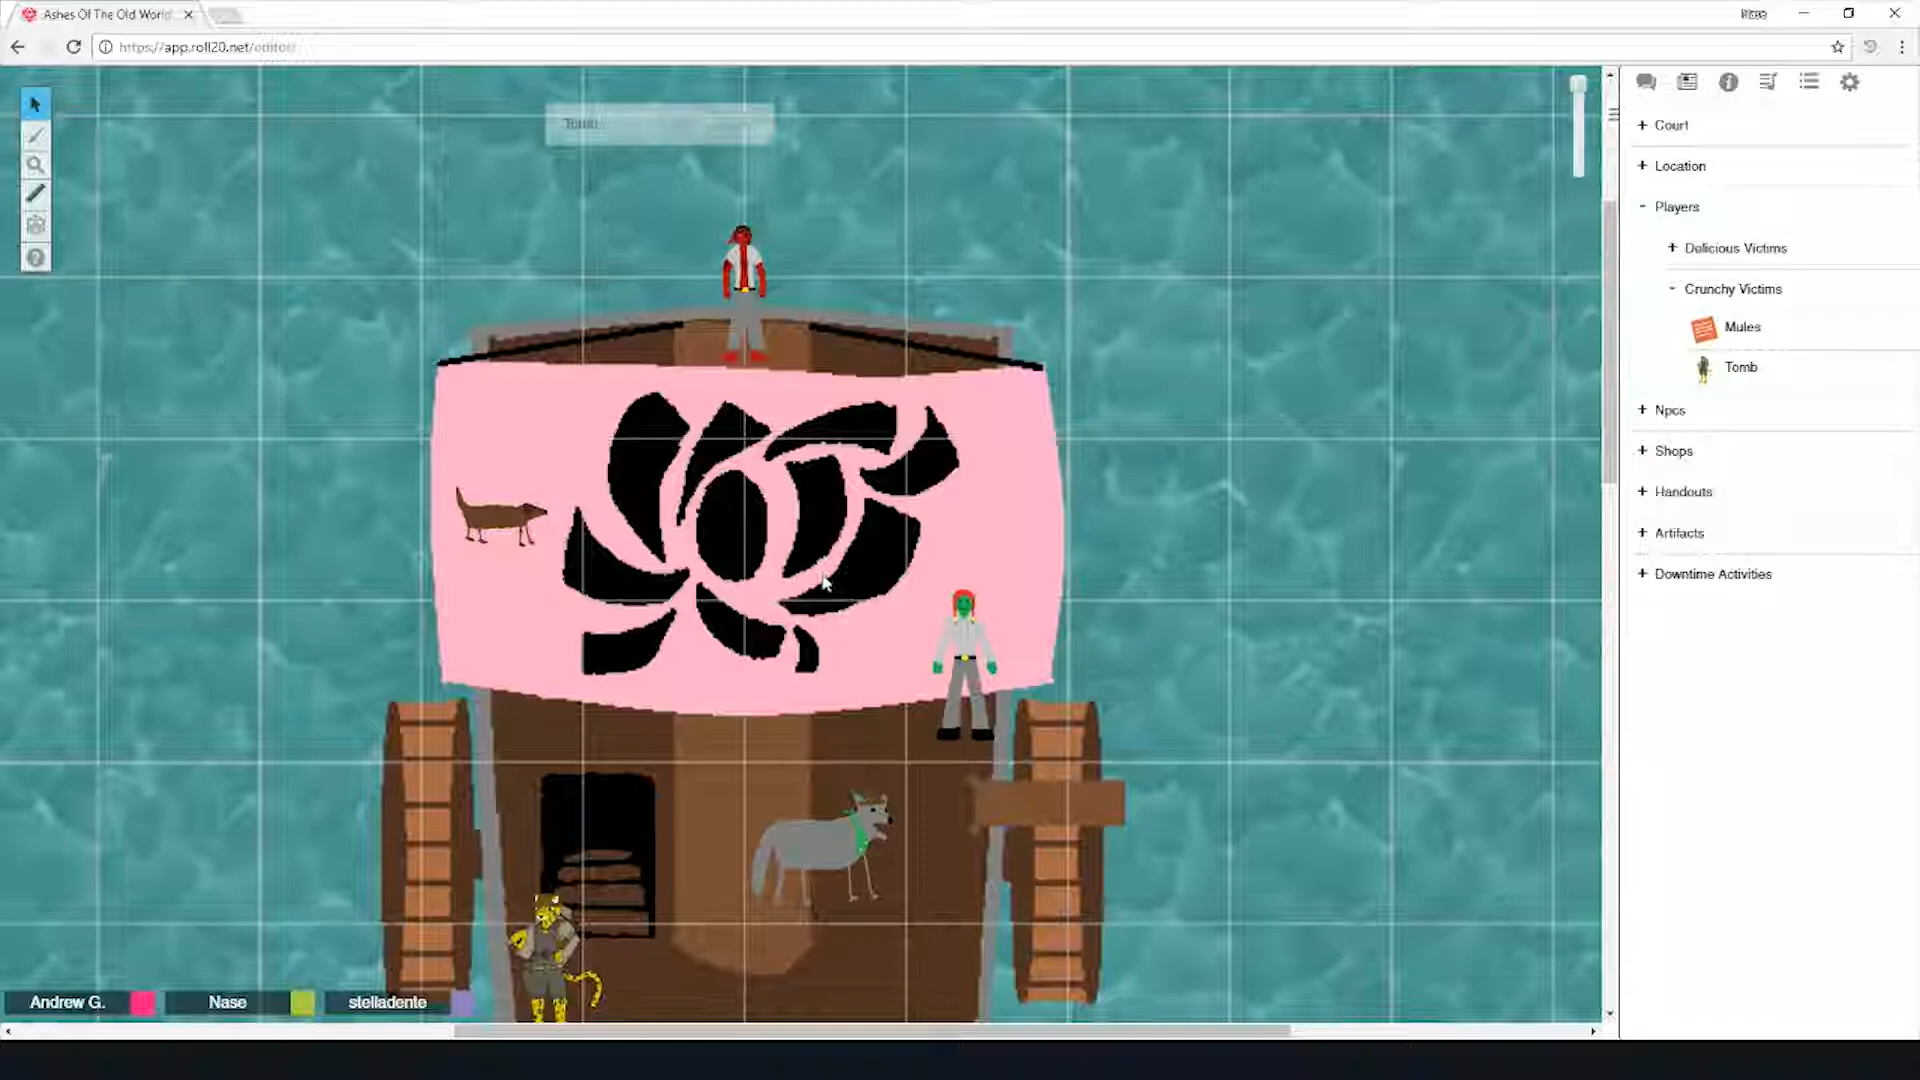 Ashes Of The Old World
https://app.roll20.net/editor/
Tomb
Court
Location
Players
Delicious Victims
Crunchy Victims
Mules
Tomb
Npcs
Shops
Handouts
Artifacts
Downtime Activities
Andrew G.
Nase
stelladente